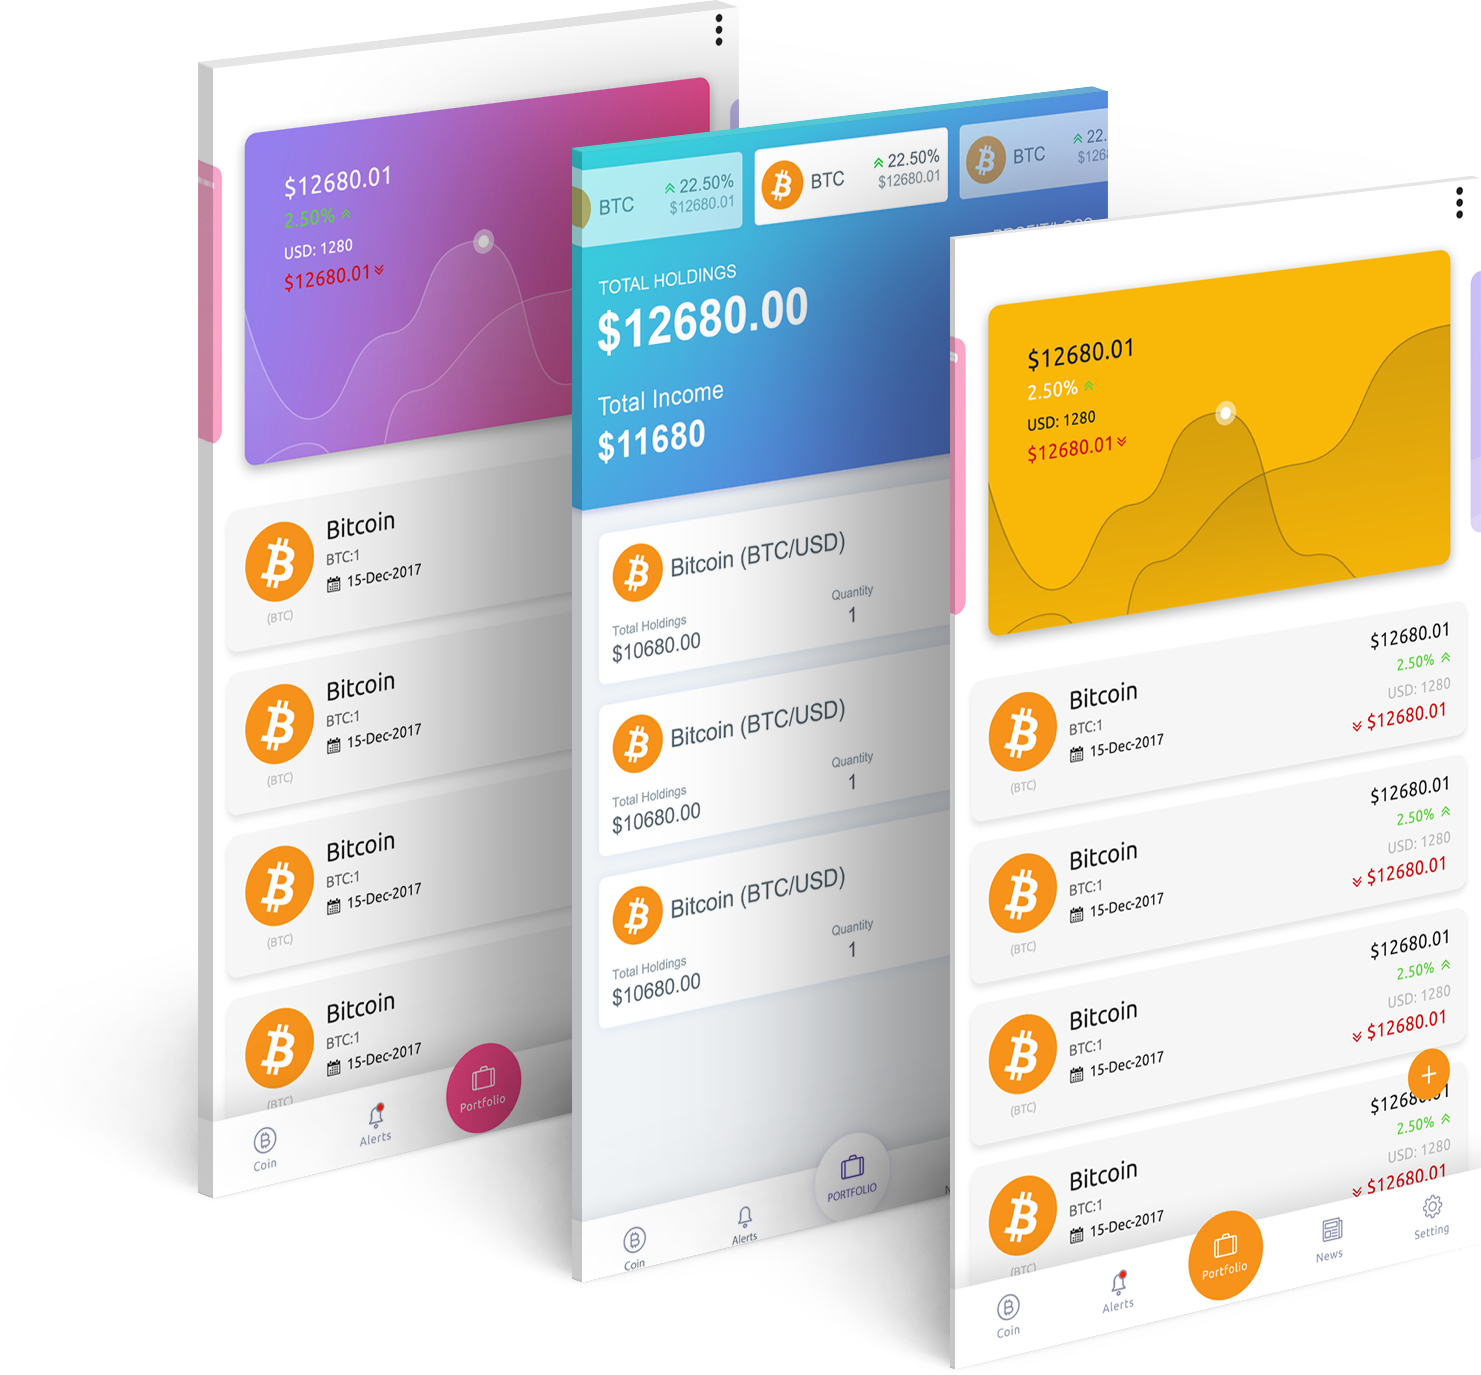 $12680.01
2.50%
USD: 1280
$12680.01
Bitcoin
BTC:1
15-Dec-2017
(BTC)
Bitcoin
BTC:1
15-Dec-2017
(BTC)
Bitcoin
BTC:1
15-Dec-2017
(BTC)
Bitcoin
BTC:1
15-Dec-2017
(BTC)
Coin
Alerts
Portfolio
BTC
22.50%
$12680.01
BTC
22.50%
$12680.01
BTC
22.
$1268
TOTAL HOLDINGS
$12680.00
Total Income
$11680
Bitcoin (BTC/USD)
Quantity
1
Total Holdings
$10680.00
Bitcoin (BTC/USD)
Quantity
1
Total Holdings
$10680.00
Bitcoin (BTC/USD)
Quantity
1
Total Holdings
$10680.00
Coin
Alerts
PORTFOLIO
$12680.01
2.50%
USD: 1280
$12680.01
Bitcoin
BTC:1
15-Dec-2017
(BTC)
$12680.01
2.50%
USD: 1280
$12680.01
Bitcoin
BTC:1
15-Dec-2017
(BTC)
$12680.01
2.50%
USD: 1280
$12680.01
Bitcoin
BTC:1
15-Dec-2017
(BTC)
$12680.01
2.50%
USD: 1280
$12680.01
Bitcoin
BTC:1
15-Dec-2017
(BTC)
$12680.01
2.50%
USD: 1280
$12680.01
Coin
Alerts
Portfolio
News
Setting